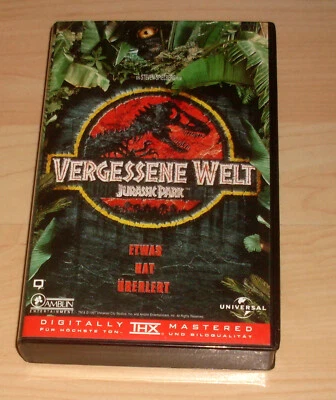 VERGESSENE WELT
JURASSIC PARK
ETWAS
HAT
ÜBERLEBT
AMBLIN
ENTERTAINMENT
UNIVERSAL
DIGITALLY THX MASTERED
FÜR HÖCHSTE TON- UND BILDQUALITÄT